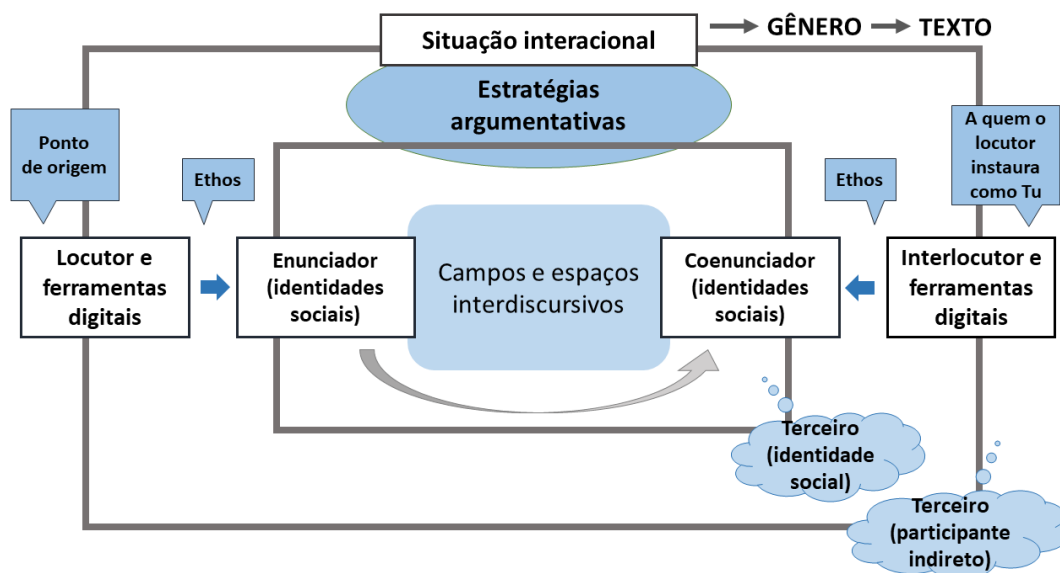 Situação interacional
GÊNERO
TEXTO
Estratégias
argumentativas
Ponto
de origem
Ethos
Ethos
A quem o
locutor
instaura
como Tu
Locutor e
ferramentas
digitais
Enunciador
(identidades
sociais)
Campos e espaços
interdiscursivos
Coenunciador
(identidades
sociais)
Interlocutor e
ferramentas
digitais
Terceiro
(identidade
social)
Terceiro
(participante
indireto)